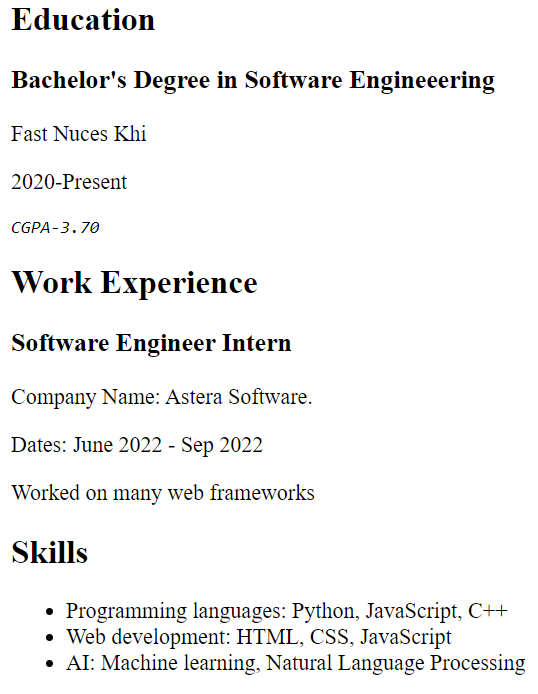 Education
Bachelor's Degree in Software Engineeering
Fast Nuces Khi
2020-Present
CGPA-3.70
Work Experience
Software Engineer Intern
Company Name: Astera Software.
Dates: June 2022 - Sep 2022
Worked on many web frameworks
Skills
• Programming languages: Python, JavaScript, C++
• Web development: HTML, CSS, JavaScript
• AI: Machine learning, Natural Language Processing